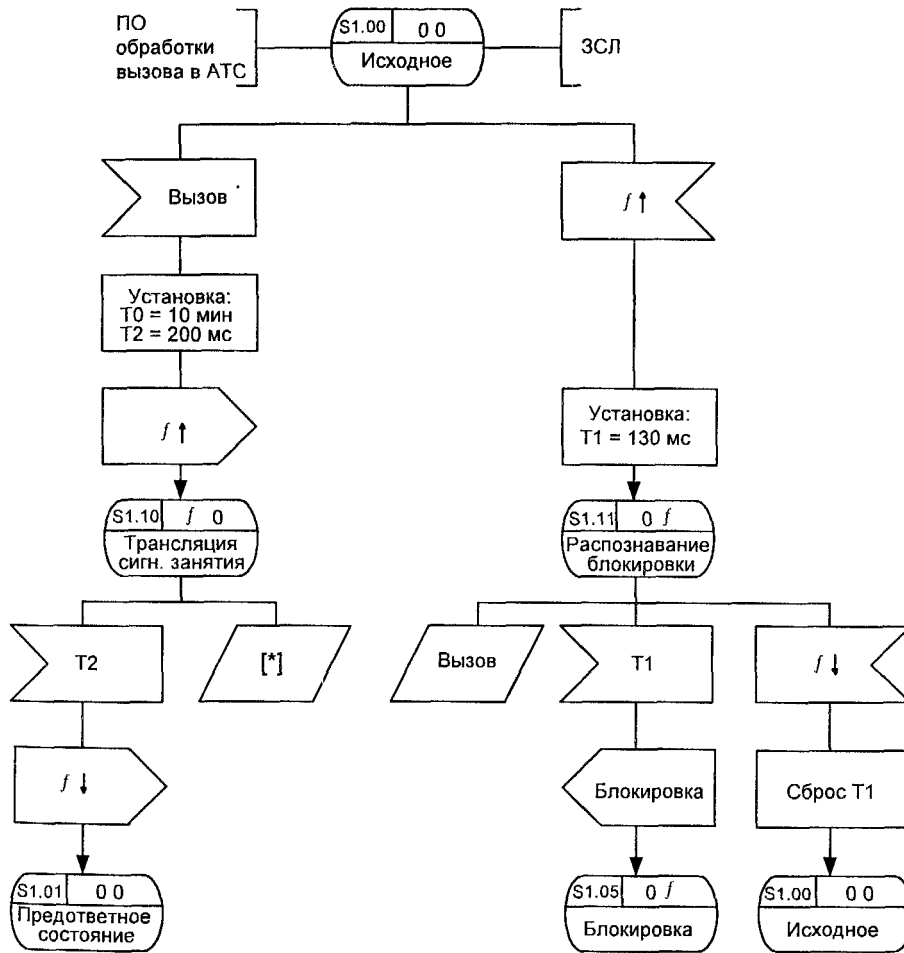 ПО
обработки
вызова в АТС
S1.00 0 0
Исходное
ЗСЛ
Вызов
f ↑
Установка:
T0 = 10 мин
T2 = 200 мс
f ↑
Установка:
T1 = 130 мс
S1.10 f 0
Трансляция
сигн. занятия
S1.11 0 f
Распознавание
блокировки
T2
[*]
Вызов
T1
f ↓
f ↓
Блокировка
Сброс T1
S1.01 0 0
Предответное
состояние
S1.05 0 f
Блокировка
S1.00 0 0
Исходное